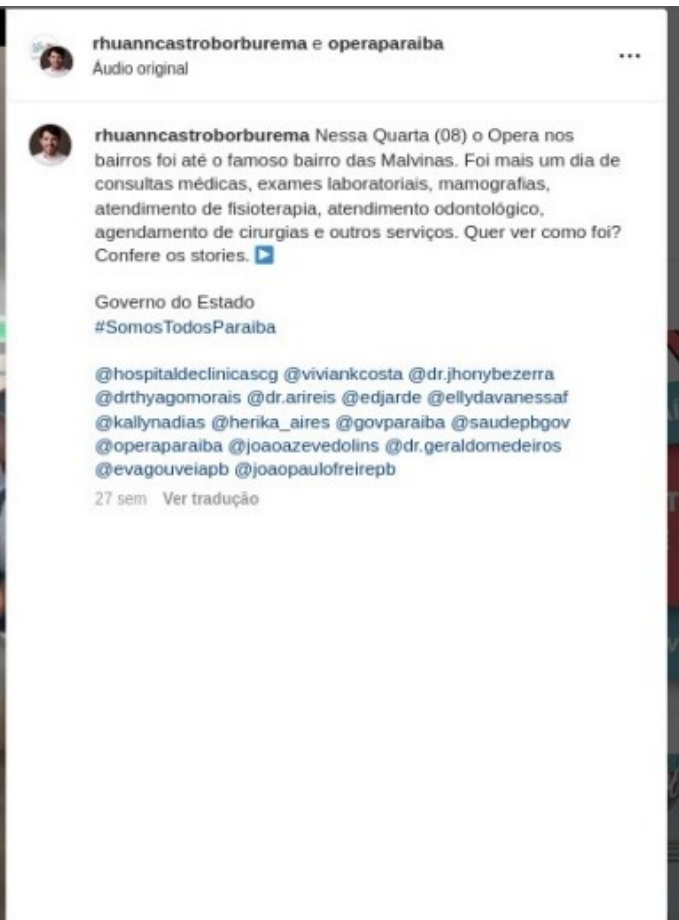 rhuanncastroborburema e operaparaiba
Áudio original
rhuanncastroborburema Nessa Quarta (08) o Opera nos
bairros foi até o famoso bairro das Malvinas. Foi mais um dia de
consultas médicas, exames laboratoriais, mamografias,
atendimento de fisioterapia, atendimento odontológico,
agendamento de cirurgias e outros serviços. Quer ver como foi?
Confere os stories. ▶️
Governo do Estado
#SomosTodosParaiba
@hospitaldeclinicascg @viviankcosta @dr.jhonybezerra
@drthyagomorais @dr.arireis @edjarde @ellydavanessaf
@kallynadias @herika_aires @govparaiba @saudepbgov
@operaparaiba @joaoazevedolins @dr.geraldomedeiros
@evagouveiapb @joaopaulofreirepb
27 sem Ver tradução